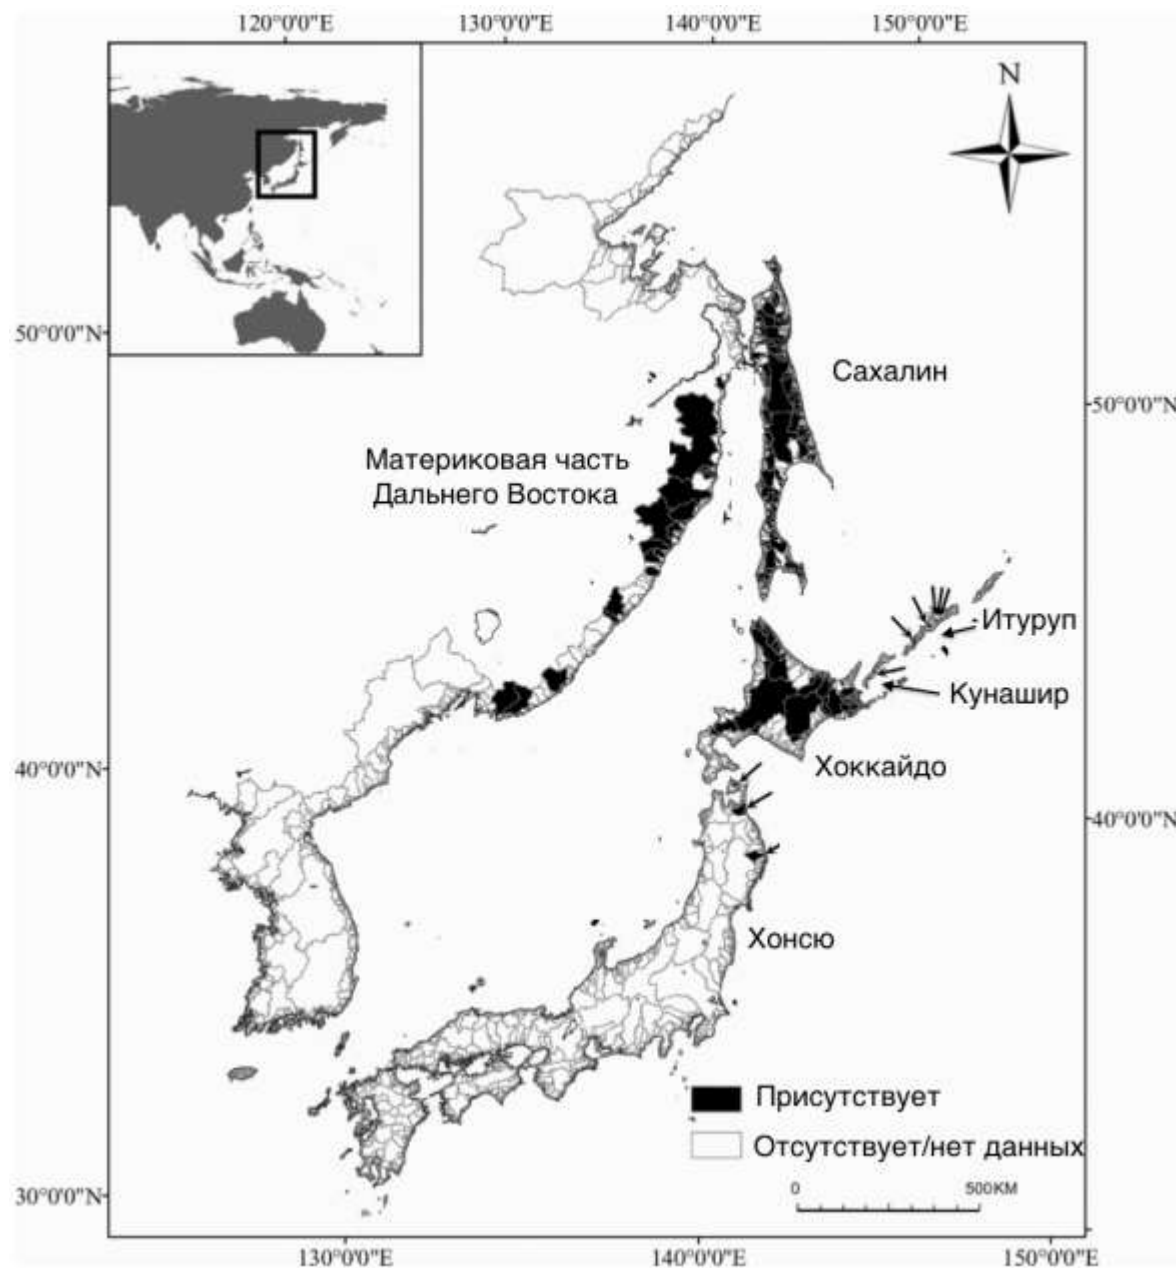 120°0'0"E
130°0'0"E
140°0'0"E
150°0'0"E
N
50°0'0"N
Сахалин
50°0'0"N
Материковая часть
Дальнего Востока
Итуруп
Кунашир
40°0'0"N
Хоккайдо
40°0'0"N
Хонсю
Присутствует
Отсутствует/нет данных
0
500KM
30°0'0"N
130°0'0"E
140°0'0"E
150°0'0"E